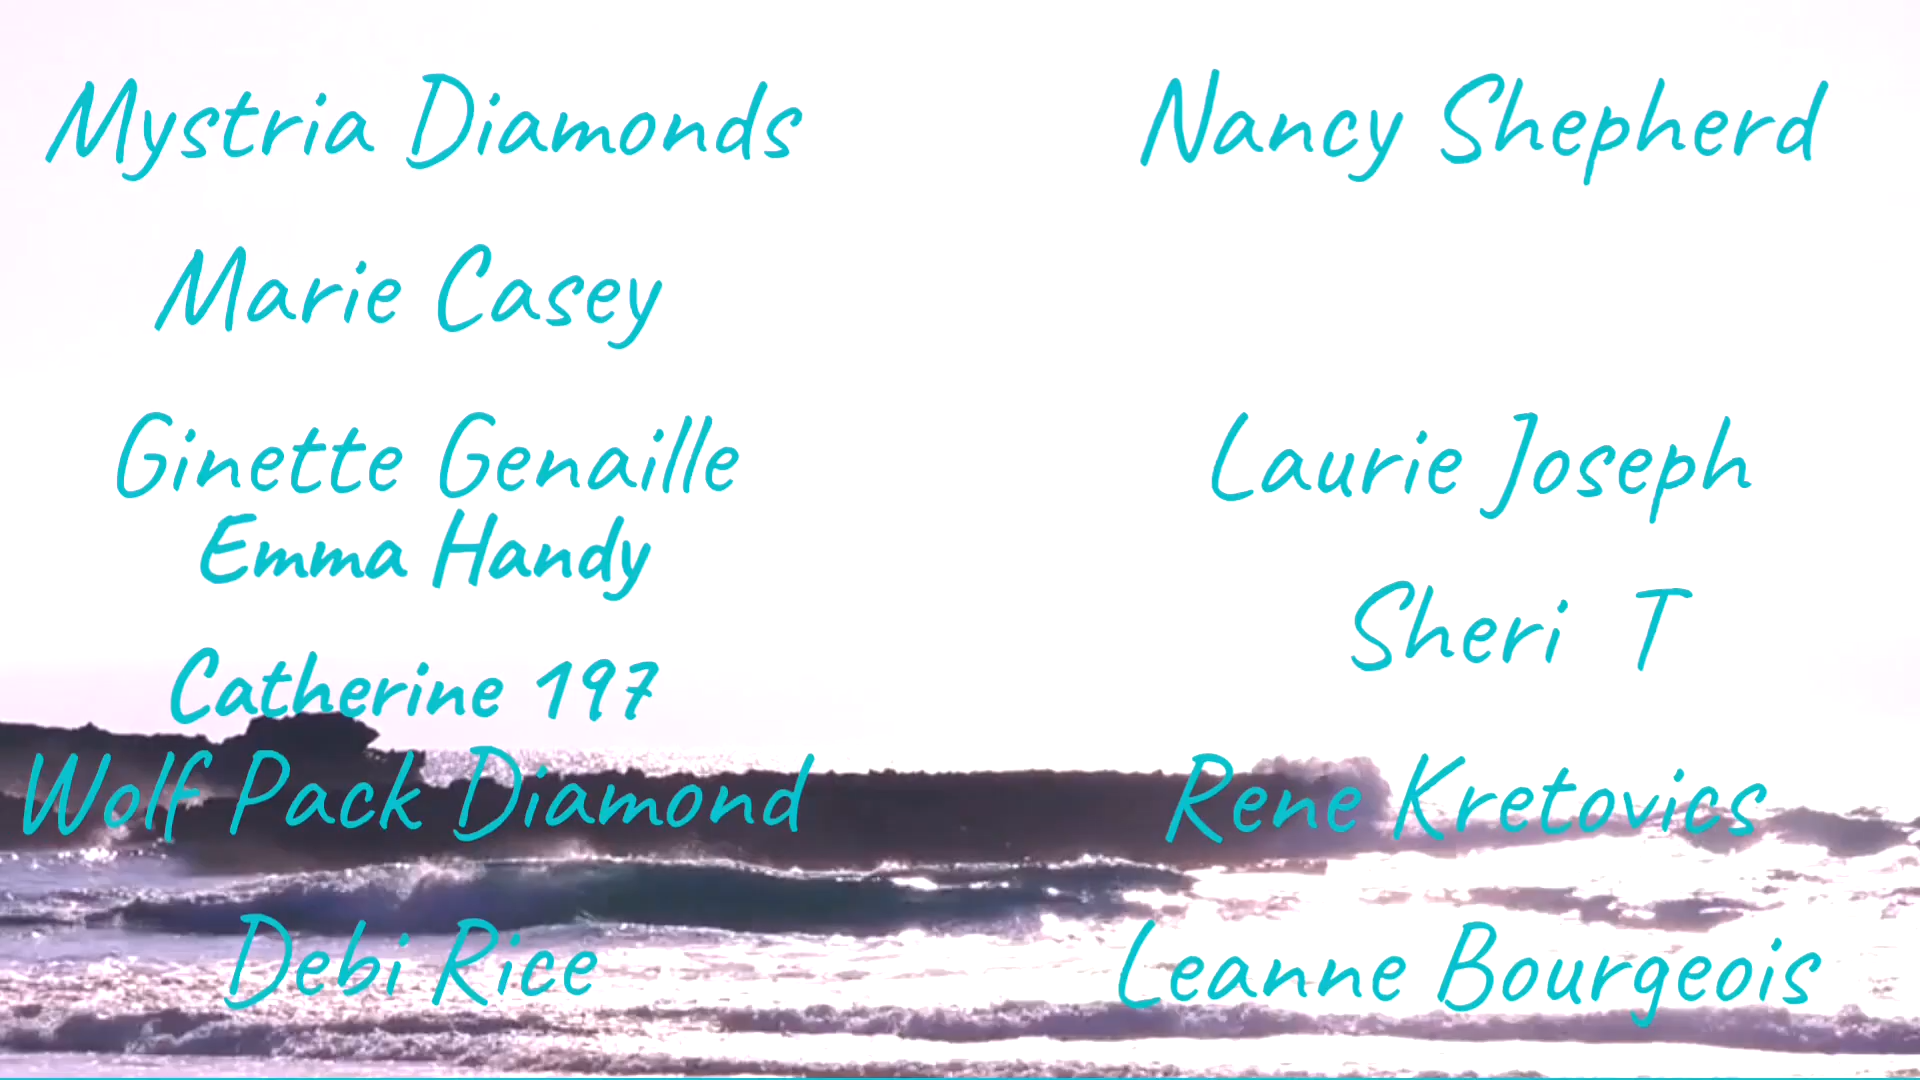 Mystria Diamonds
Nancy Shepherd
Marie Casey
Ginette Genaille
Laurie Joseph
Emma Handy
Sheri T
Catherine 197
Wolf Pack Diamond
Rene Kretovics
Debi Rice
Leanne Bourgeois